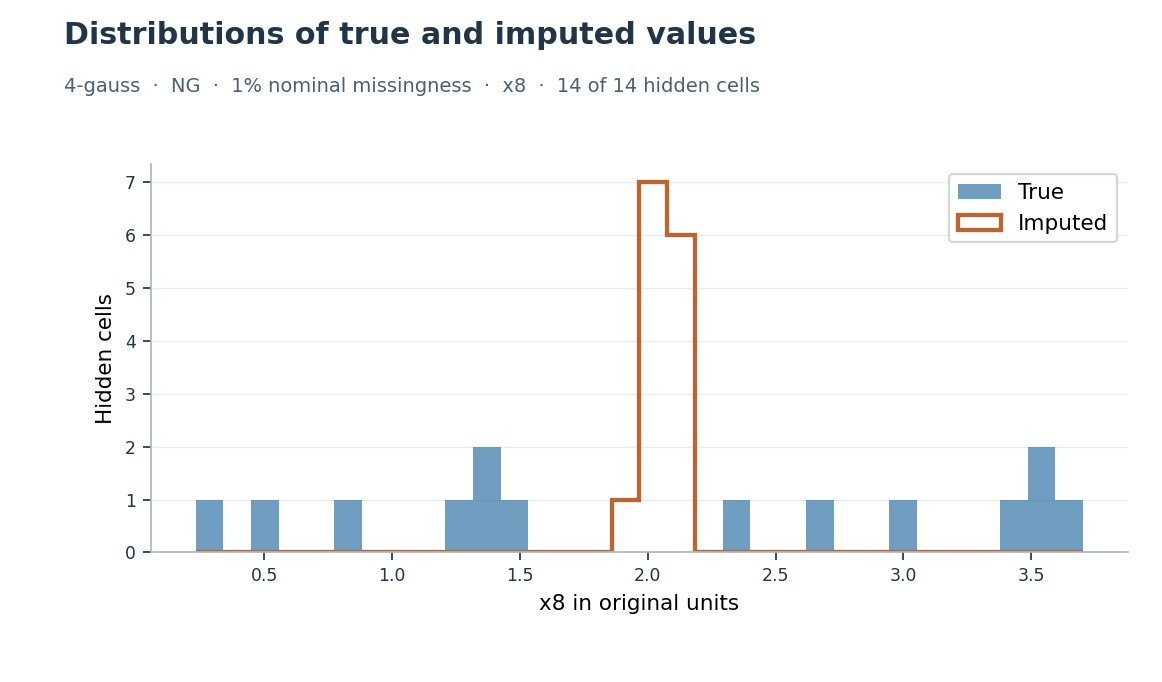 Distributions of true and imputed values
4-gauss · NG · 1% nominal missingness · x8 · 14 of 14 hidden cells
True
Imputed
Hidden cells
7
6
5
4
3
2
1
0
0.5 1.0 1.5 2.0 2.5 3.0 3.5
x8 in original units